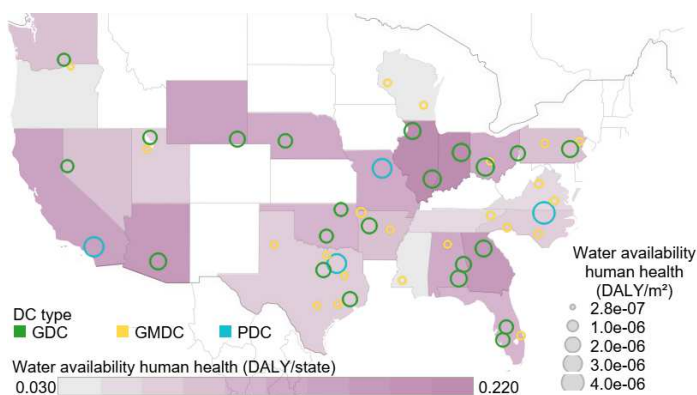 Water availability
human health
(DALY/m²)
2.8e-07
1.0e-06
2.0e-06
3.0e-06
4.0e-06
DC type
GDC GMDC PDC
Water availability human health (DALY/state)
0.030 0.220